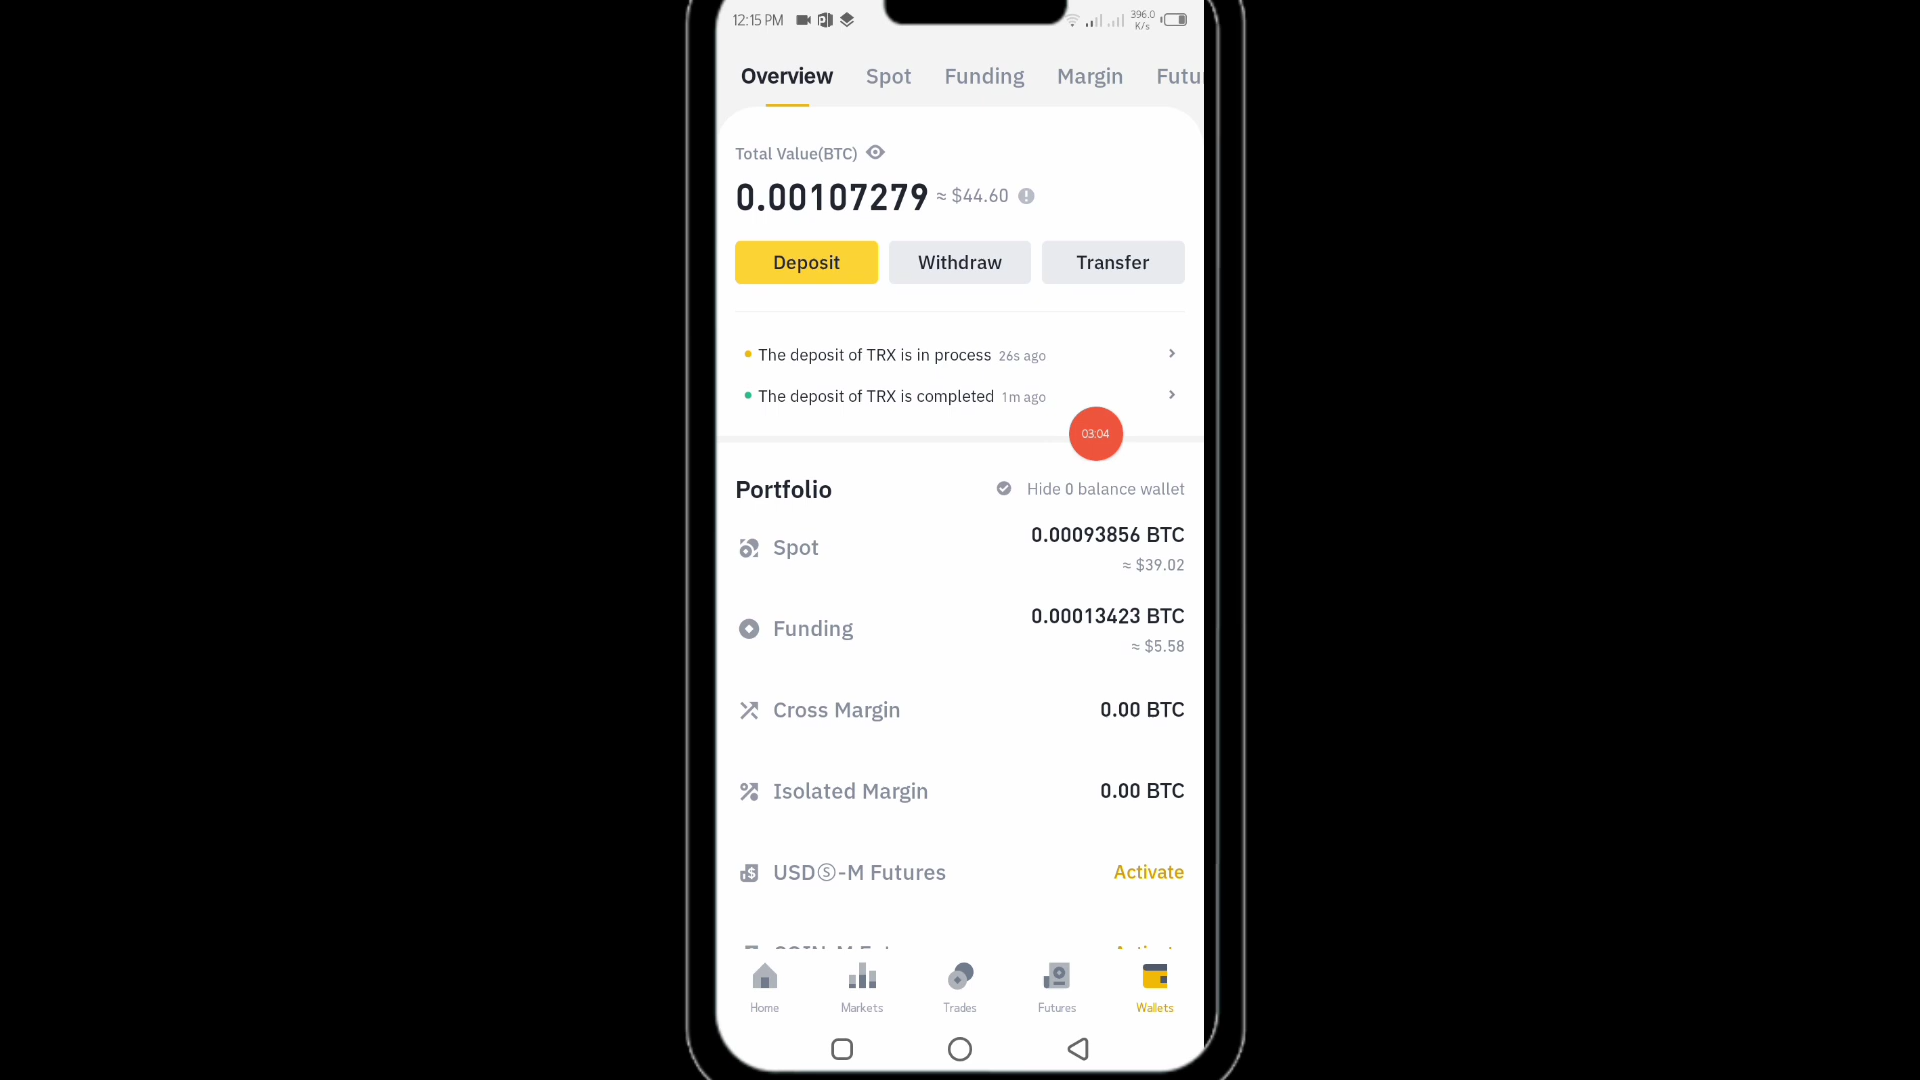 12:15 PM 396.0 K/s
Overview Spot Funding Margin Futu
Total Value(BTC)
0.00107279 ≈ $44.60
Deposit Withdraw Transfer
The deposit of TRX is in process 26s ago
The deposit of TRX is completed 1m ago
03:04
Portfolio Hide 0 balance wallet
Spot 0.00093856 BTC
≈ $39.02
Funding 0.00013423 BTC
≈ $5.58
Cross Margin 0.00 BTC
Isolated Margin 0.00 BTC
USDⓈ-M Futures Activate
Home Markets Trades Futures Wallets